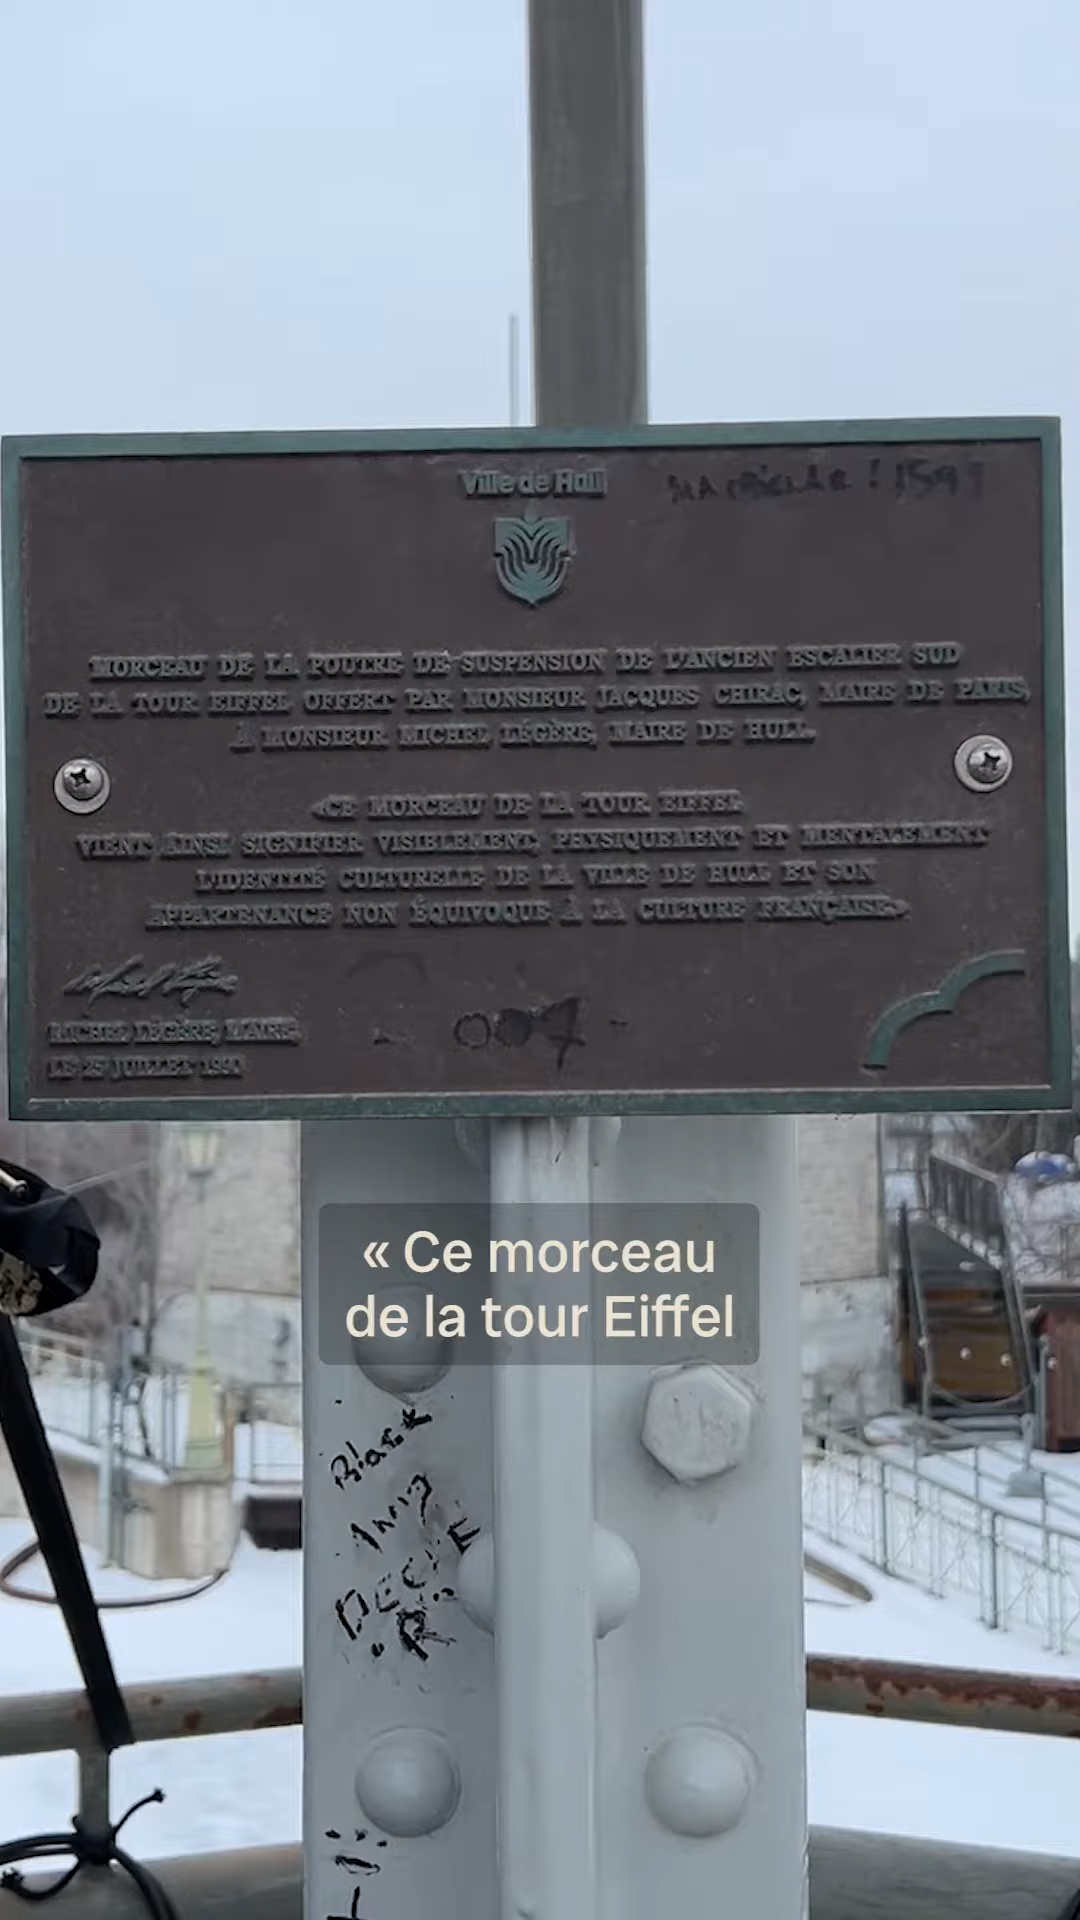 Ville de Hull
MORCEAU DE LA POUTRE DE SUSPENSION DE L'ANCIEN ESCALIER SUD
DE LA TOUR EIFFEL OFFERT PAR MONSIEUR JACQUES CHIRAC, MAIRE DE PARIS,
À MONSIEUR MICHEL LÉGÈRE, MAIRE DE HULL.
«CE MORCEAU DE LA TOUR EIFFEL
VIENT AINSI SIGNIFIER VISIBLEMENT, PHYSIQUEMENT ET MENTALEMENT
L'IDENTITÉ CULTURELLE DE LA VILLE DE HULL ET SON
APPARTENANCE NON ÉQUIVOQUE À LA CULTURE FRANÇAISE»
MICHEL LÉGÈRE, MAIRE
LE 25 JUILLET 1990
007
« Ce morceau
de la tour Eiffel
Black